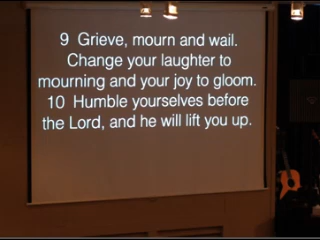 9 Grieve, mourn and wail.
Change your laughter to
mourning and your joy to gloom.
10 Humble yourselves before
the Lord, and he will lift you up.